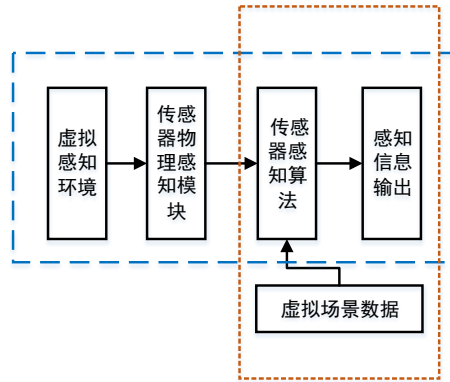 虚拟
感知
环境
传感
器物
理感
知模
块
传感
器感
知算
法
感知
信息
输出
虚拟场景数据